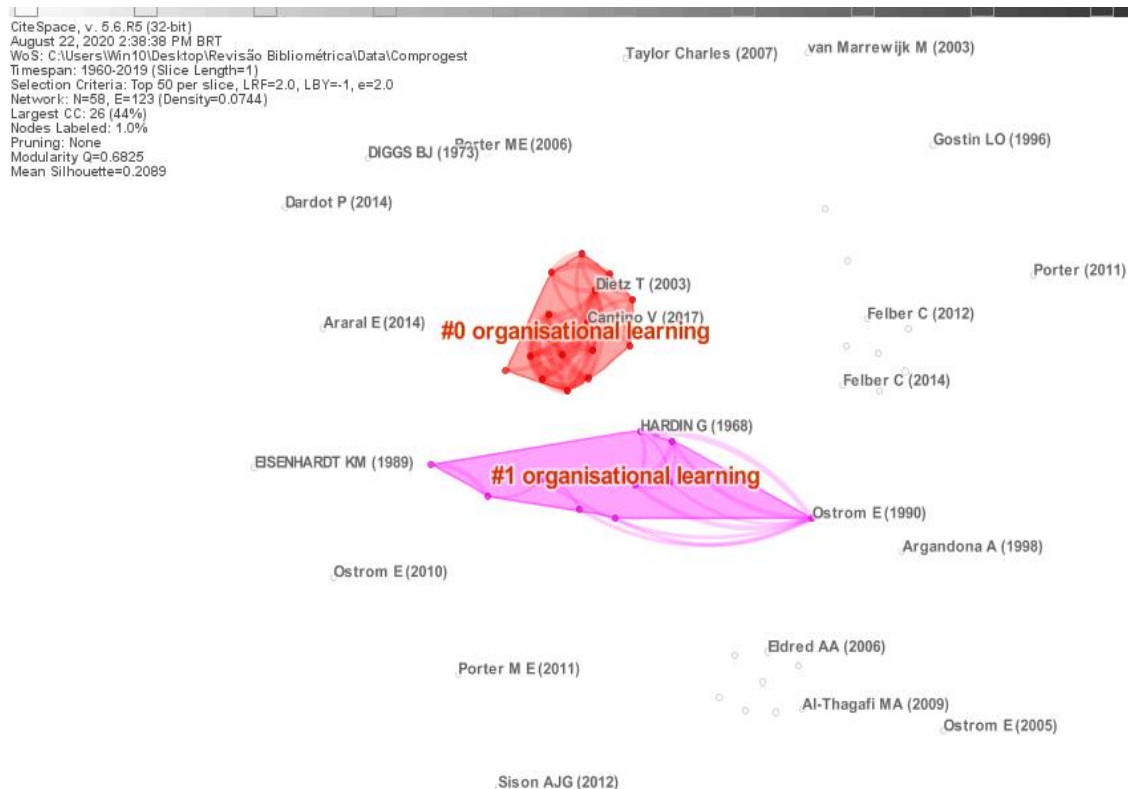 CiteSpace, v. 5.6.R5 (32-bit)
August 22, 2020 2:38:38 PM BRT
WoS: C:\Users\Win10\Desktop\Revisão Bibliométrica\Data\Comprogest
Timespan: 1960-2019 (Slice Length=1)
Selection Criteria: Top 50 per slice, LRF=2.0, LBY=-1, e=2.0
Network: N=58, E=123 (Density=0.0744)
Largest CC: 26 (44%)
Nodes Labeled: 1.0%
Pruning: None
Modularity Q=0.6825
Mean Silhouette=0.2089
Taylor Charles (2007)
van Marrewijk M (2003)
Porter ME (2006)
DIGGS BJ (1973)
Gostin LO (1996)
Dardot P (2014)
Porter (2011)
Dietz T (2003)
Cantino V (2017)
Felber C (2012)
Araral E (2014)
#0 organisational learning
Felber C (2014)
HARDIN G (1968)
EISENHARDT KM (1989)
#1 organisational learning
Ostrom E (1990)
Argandona A (1998)
Ostrom E (2010)
Eldred AA (2006)
Porter M E (2011)
Al-Thagafi MA (2009)
Ostrom E (2005)
Sison AJG (2012)